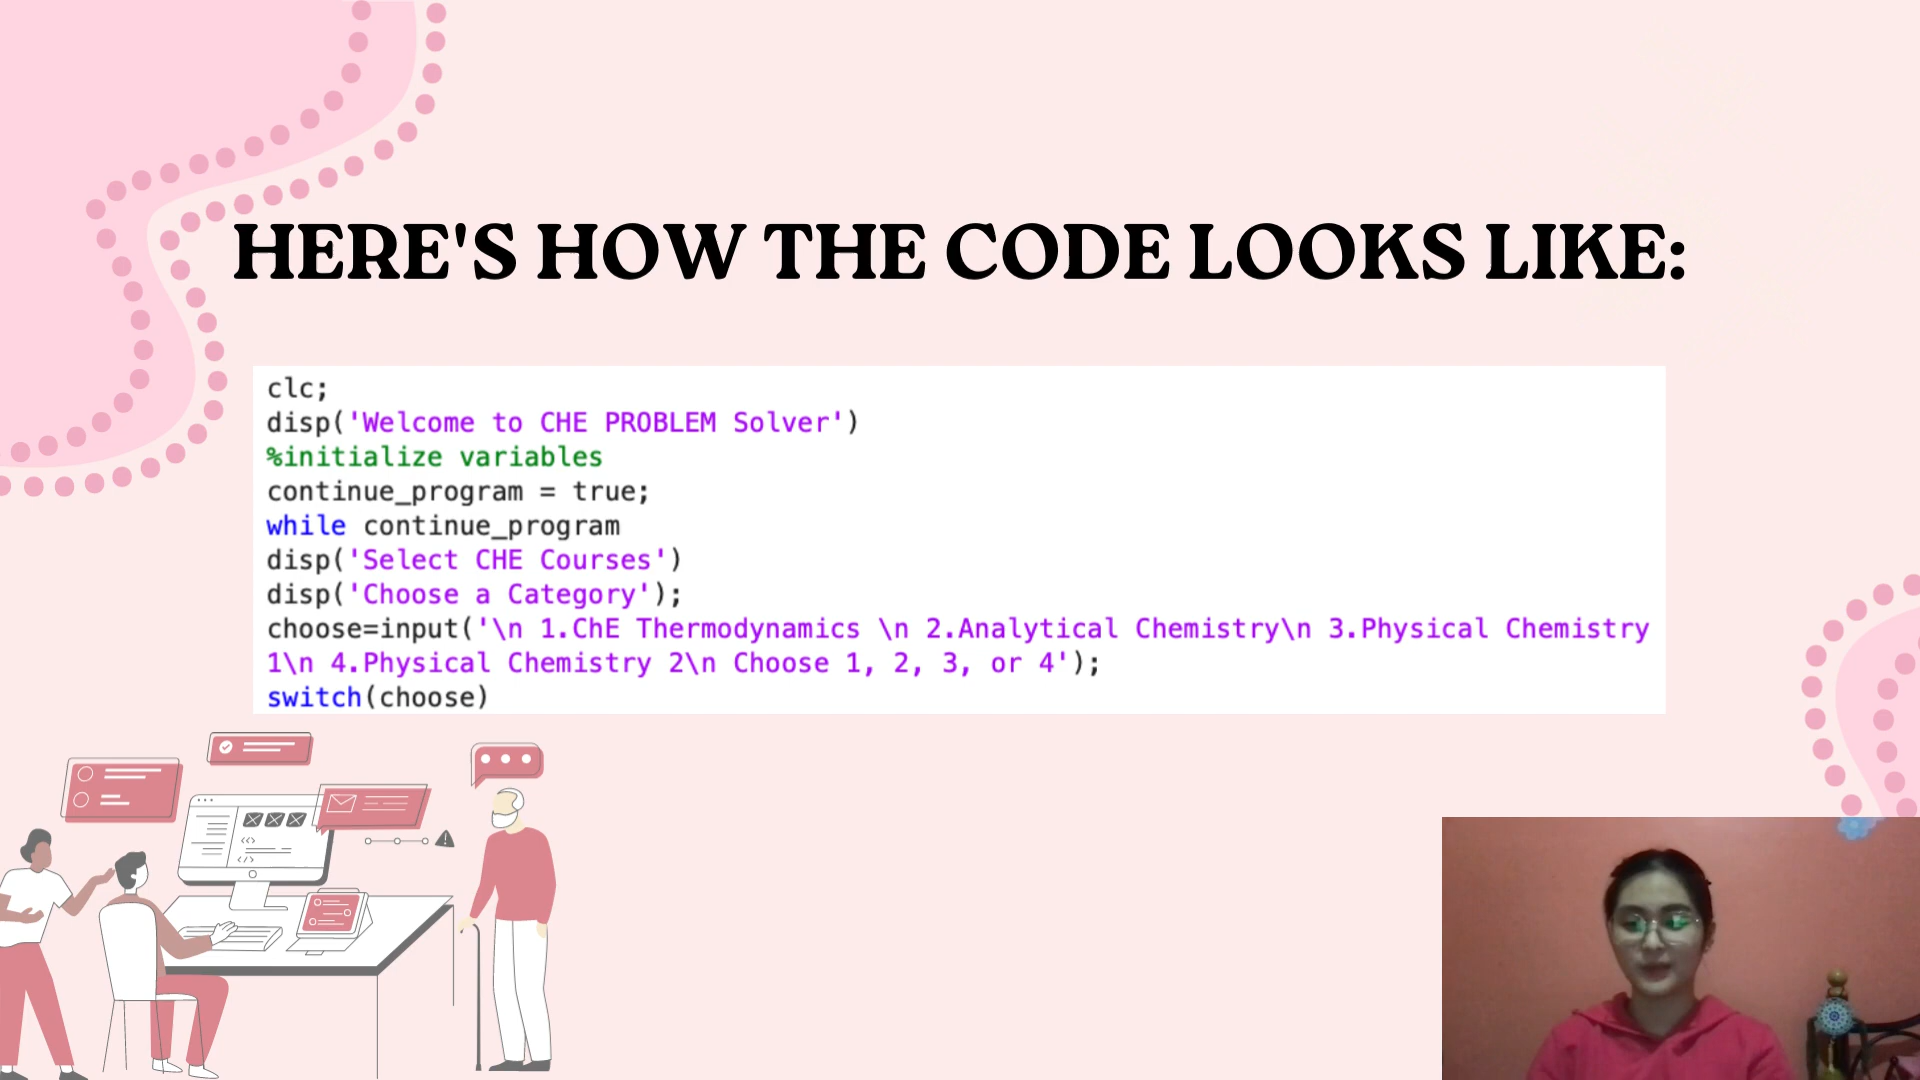 HERE'S HOW THE CODE LOOKS LIKE:
clc;
disp('Welcome to CHE PROBLEM Solver')
%initialize variables
continue_program = true;
while continue_program
disp('Select CHE Courses')
disp('Choose a Category');
choose=input('\n 1.ChE Thermodynamics \n 2.Analytical Chemistry\n 3.Physical Chemistry
1\n 4.Physical Chemistry 2\n Choose 1, 2, 3, or 4');
switch(choose)